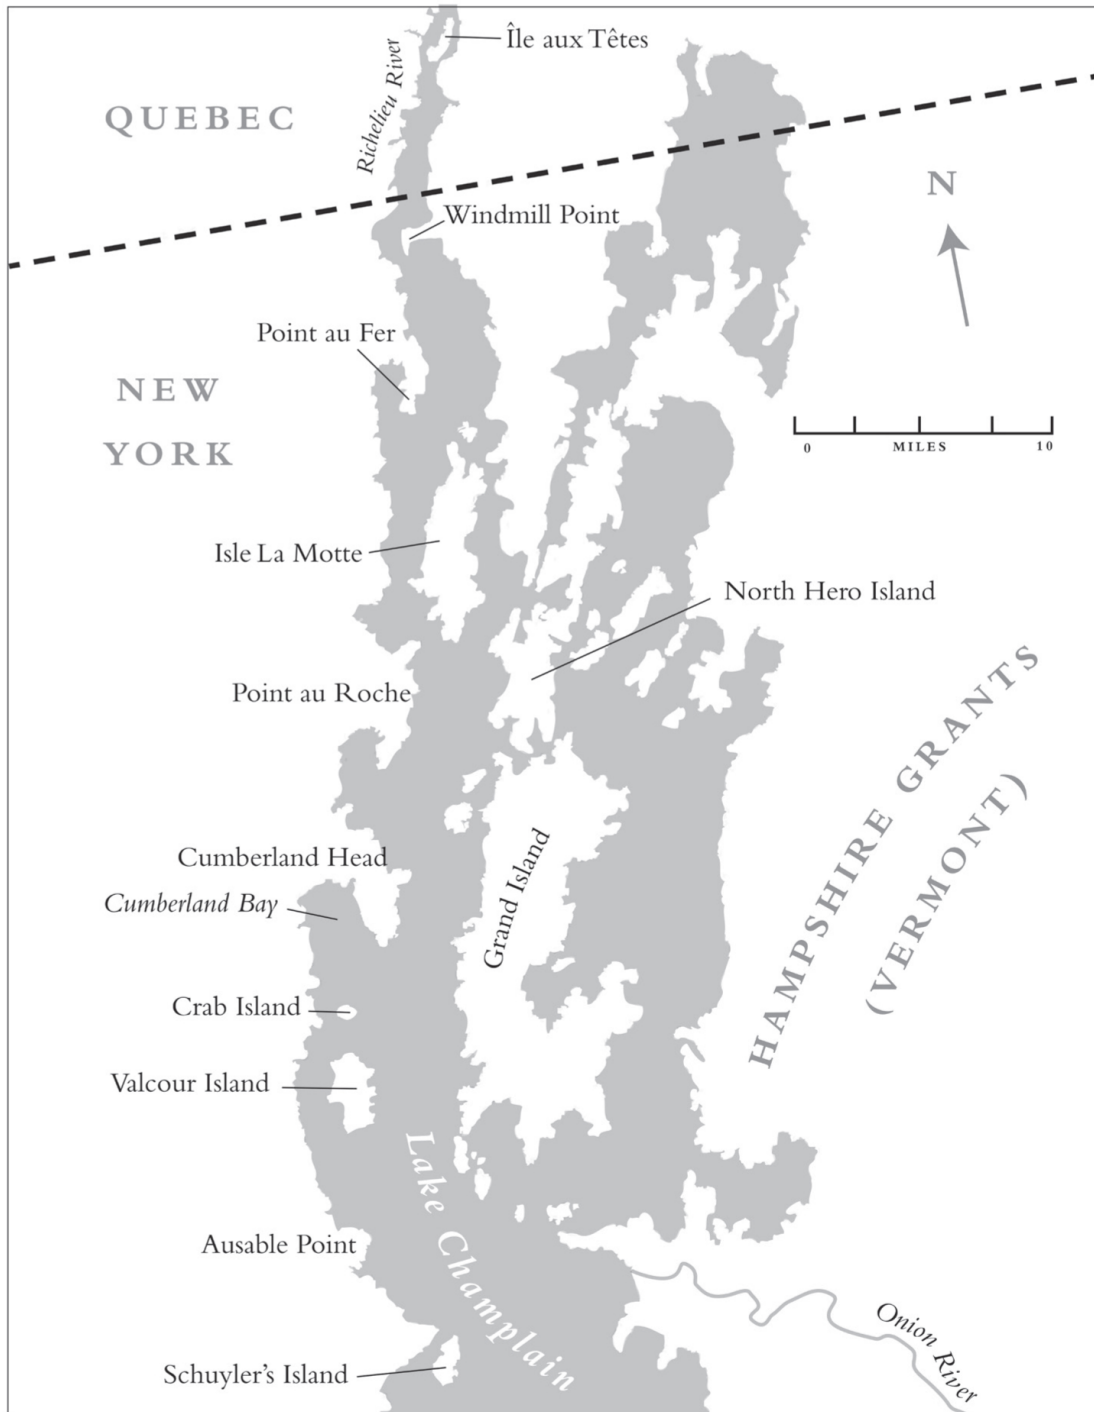 Île aux Têtes
Richelieu River
QUEBEC
N
Windmill Point
Point au Fer
NEW
YORK
0 MILES 10
Isle La Motte
North Hero Island
Point au Roche
HAMPSHIRE GRANTS
(VERMONT)
Grand Island
Cumberland Head
Cumberland Bay
Crab Island
Valcour Island
Lake Champlain
Ausable Point
Onion River
Schuyler's Island